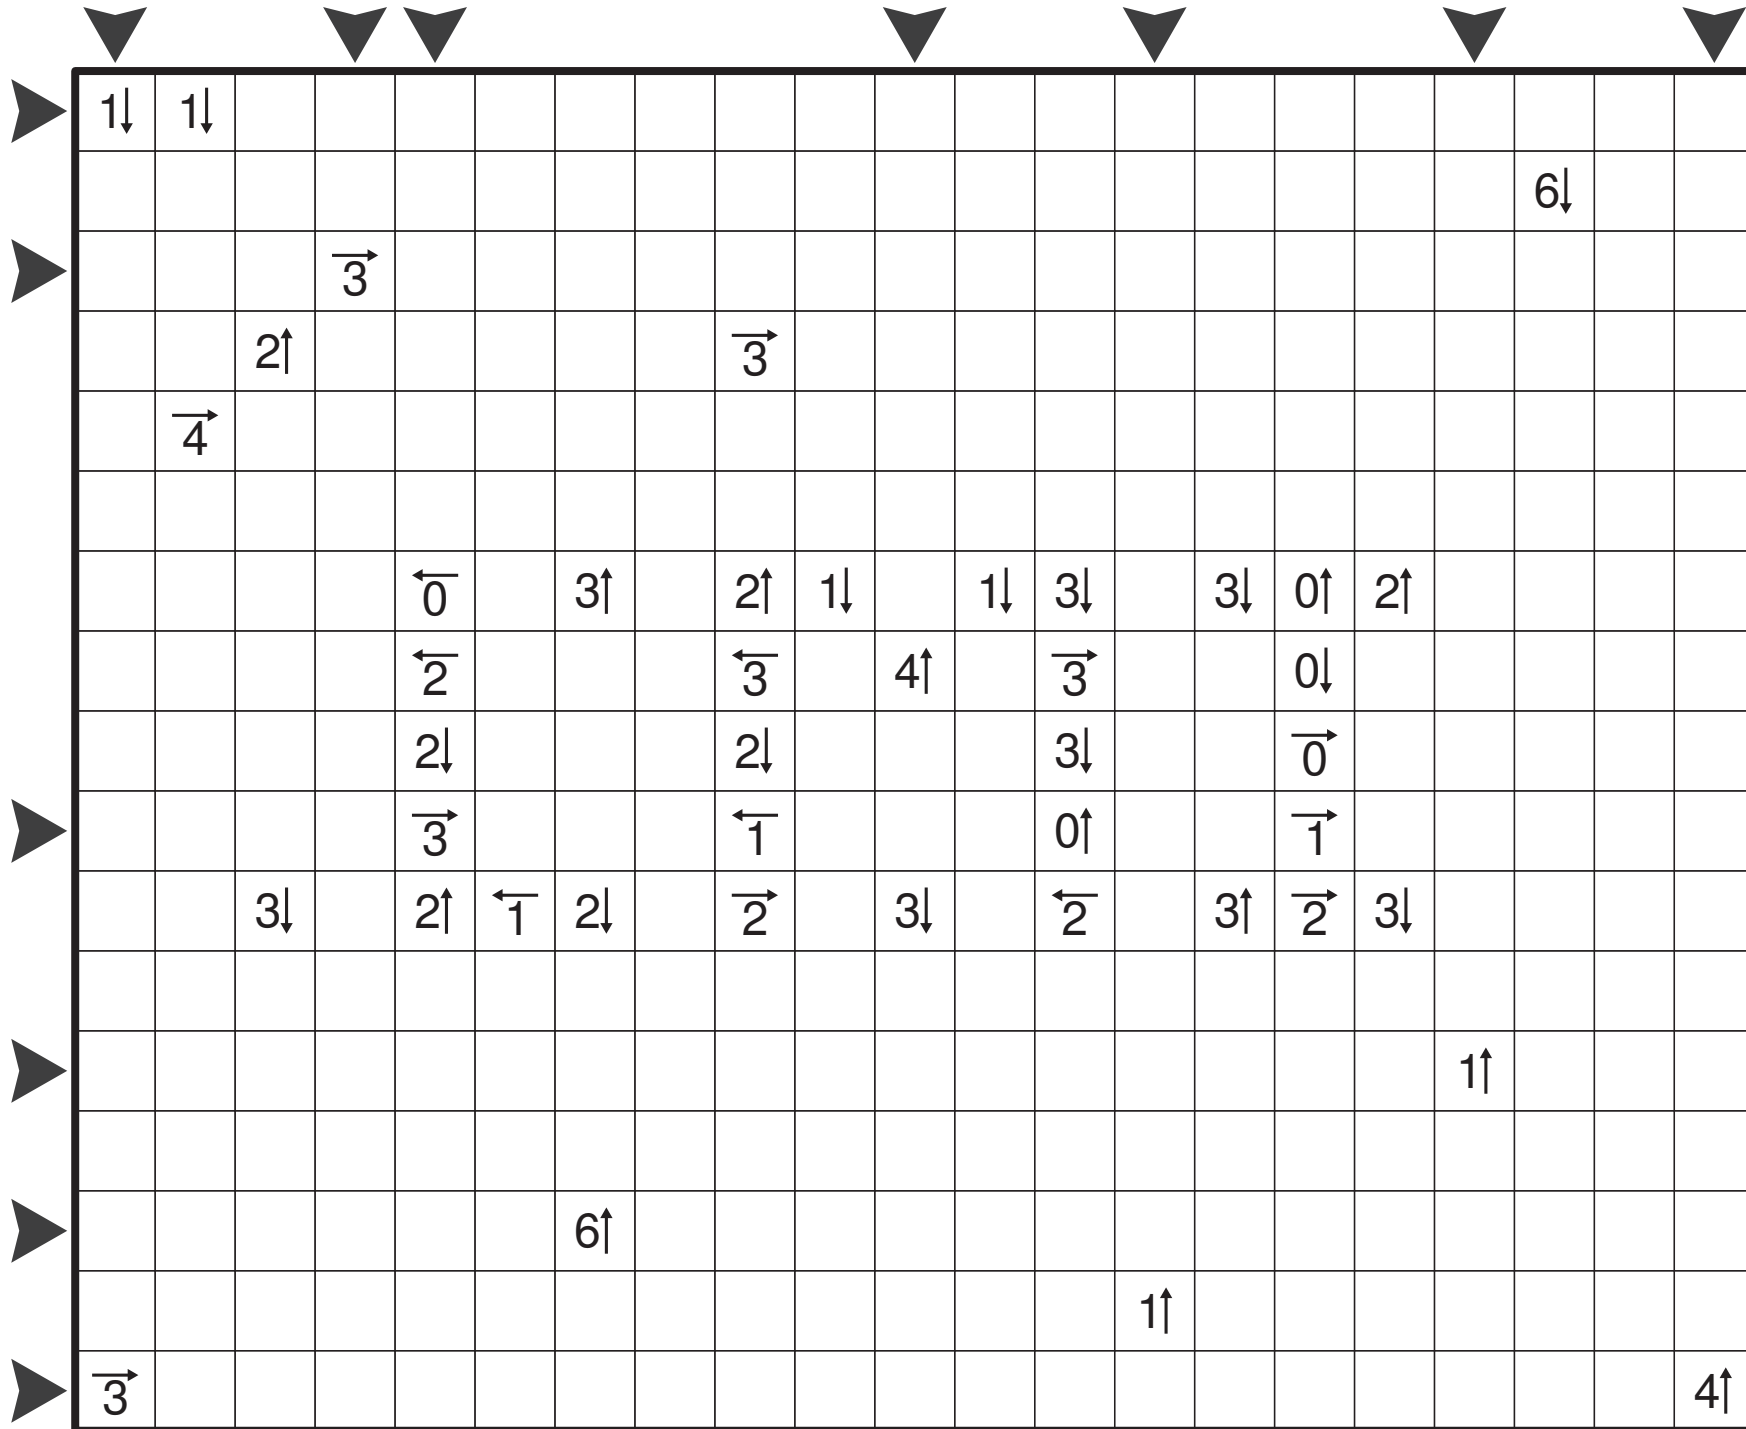 1↓ 1↓
6↓
3→
2↑ 3→
4→
0← 3↑ 2↑ 1↓ 1↓ 3↓ 3↓ 0↑ 2↑
2← 3← 4↑ 3→ 0↓
2↓ 2↓ 3↓ 0→
3→ 1← 0↑ 1→
3↓ 2↑ 1← 2↓ 2→ 3↓ 2← 3↑ 2→ 3↓
1↑
6↑
1↑
3→ 4↑